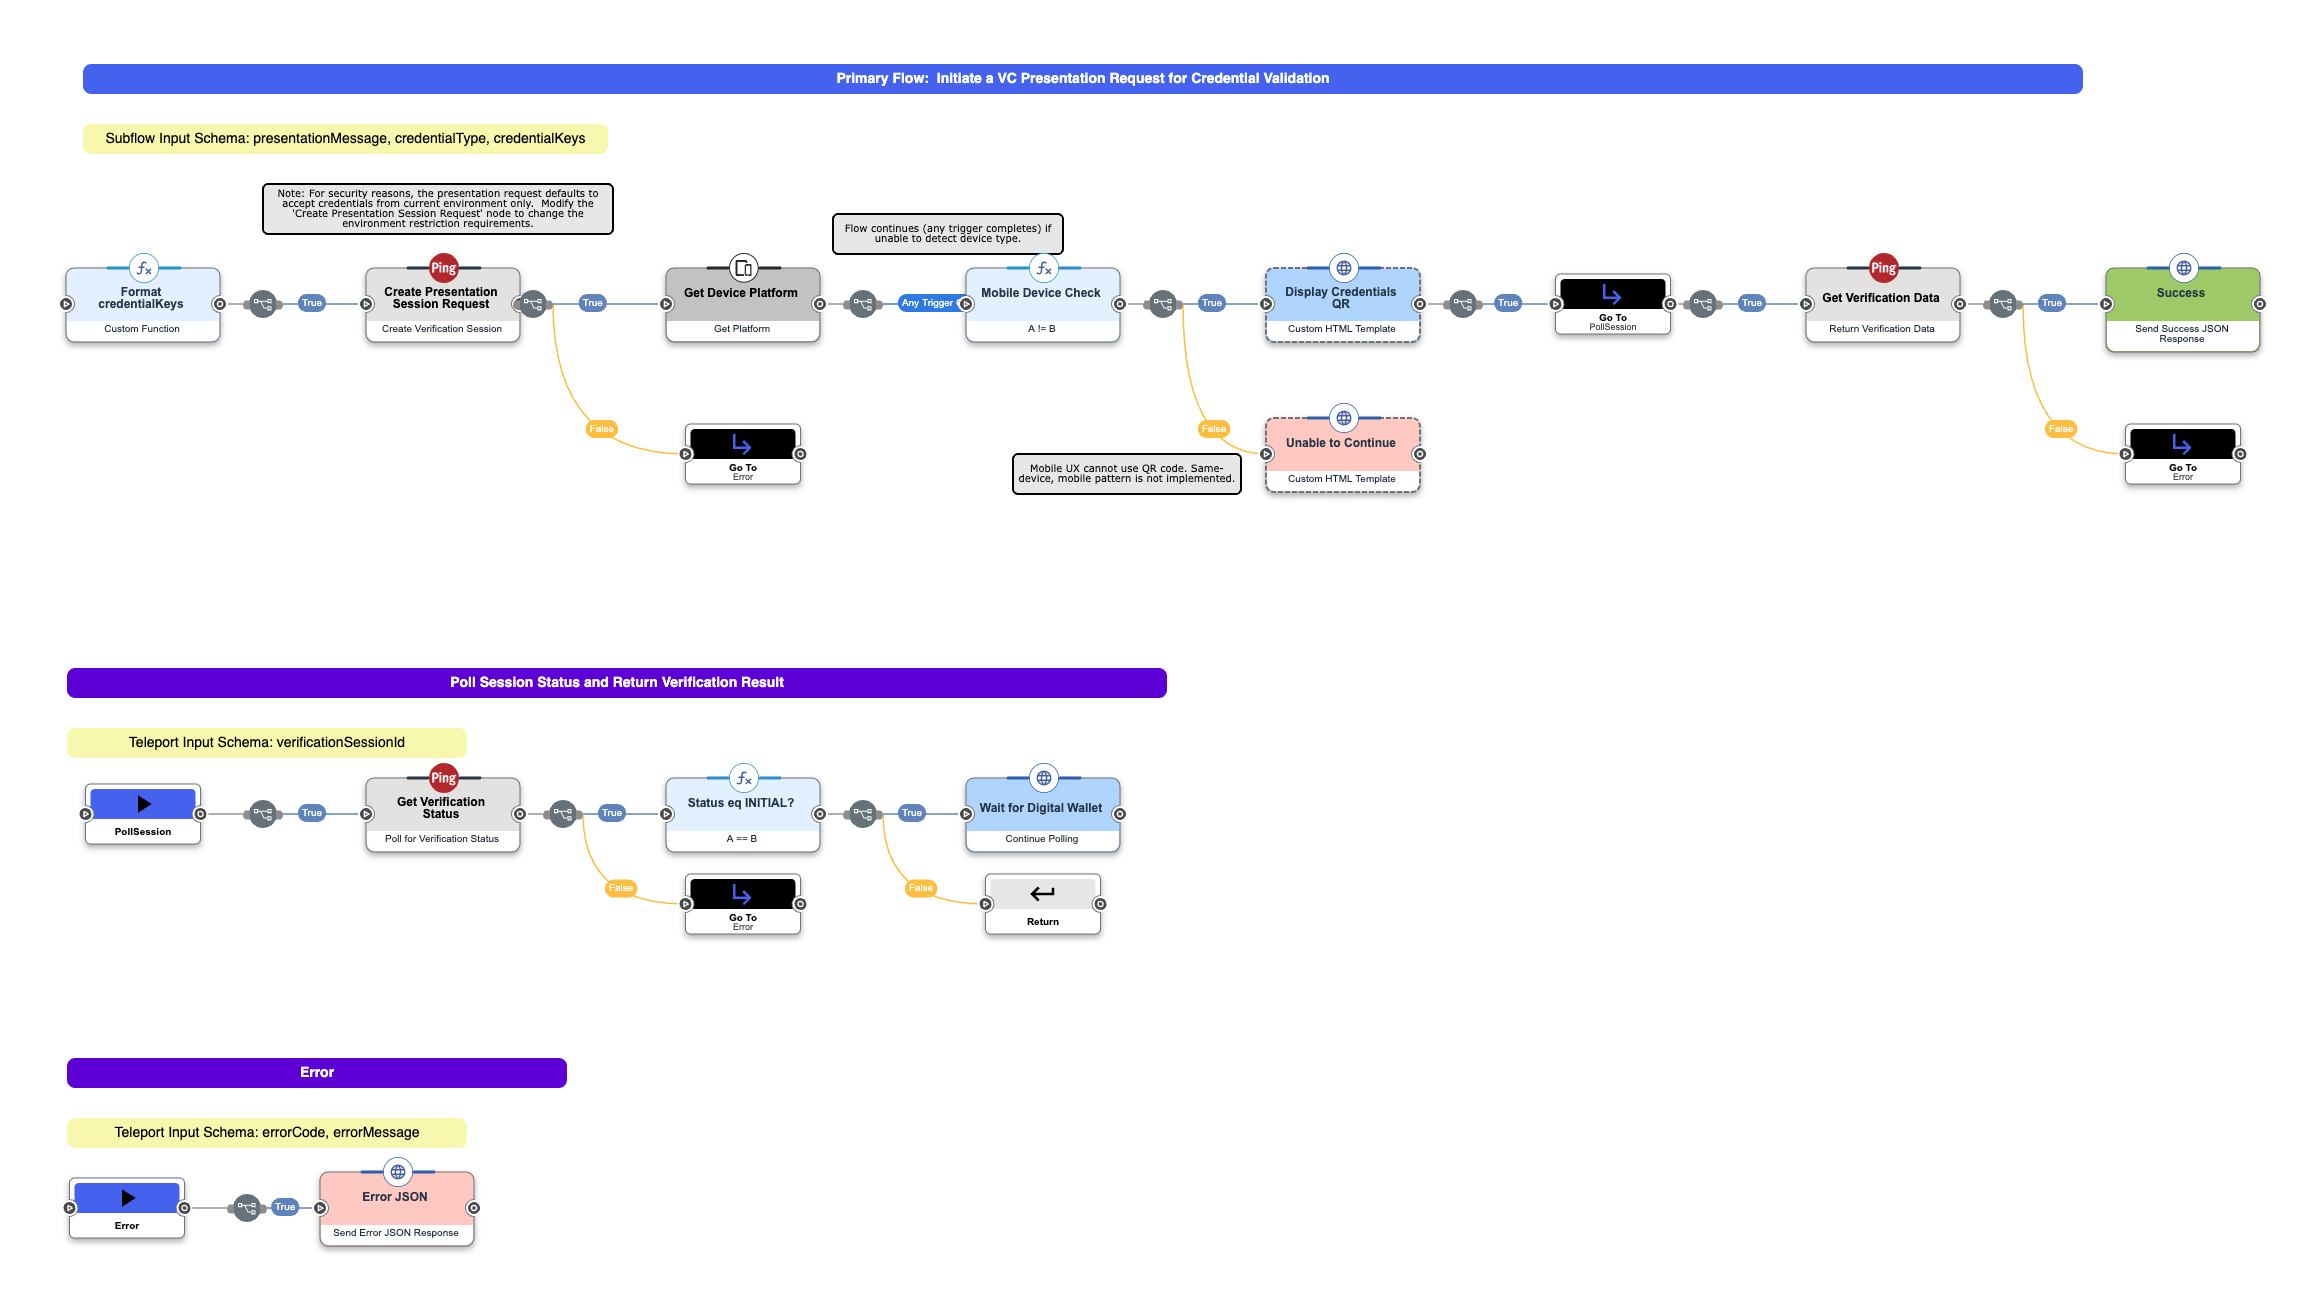 Primary Flow:  Initiate a VC Presentation Request for Credential Validation
Subflow Input Schema: presentationMessage, credentialType, credentialKeys
Note: For security reasons, the presentation request defaults to
accept credentials from current environment only.  Modify the
'Create Presentation Session Request' node to change the
environment restriction requirements.
Flow continues (any trigger completes) if
unable to detect device type.
Format
credentialKeys
Custom Function
True
Ping
Create Presentation
Session Request
Create Verification Session
True
False
Get Device Platform
Get Platform
Any Trigger
Mobile Device Check
A != B
True
False
Display Credentials
QR
Custom HTML Template
True
Go To
PollSession
True
Ping
Get Verification Data
Return Verification Data
True
False
Success
Send Success JSON
Response
Go To
Error
Mobile UX cannot use QR code. Same-
device, mobile pattern is not implemented.
Unable to Continue
Custom HTML Template
Go To
Error
Poll Session Status and Return Verification Result
Teleport Input Schema: verificationSessionId
PollSession
True
Ping
Get Verification
Status
Poll for Verification Status
True
False
Status eq INITIAL?
A == B
True
False
Wait for Digital Wallet
Continue Polling
Go To
Error
Return
Error
Teleport Input Schema: errorCode, errorMessage
Error
True
Error JSON
Send Error JSON Response